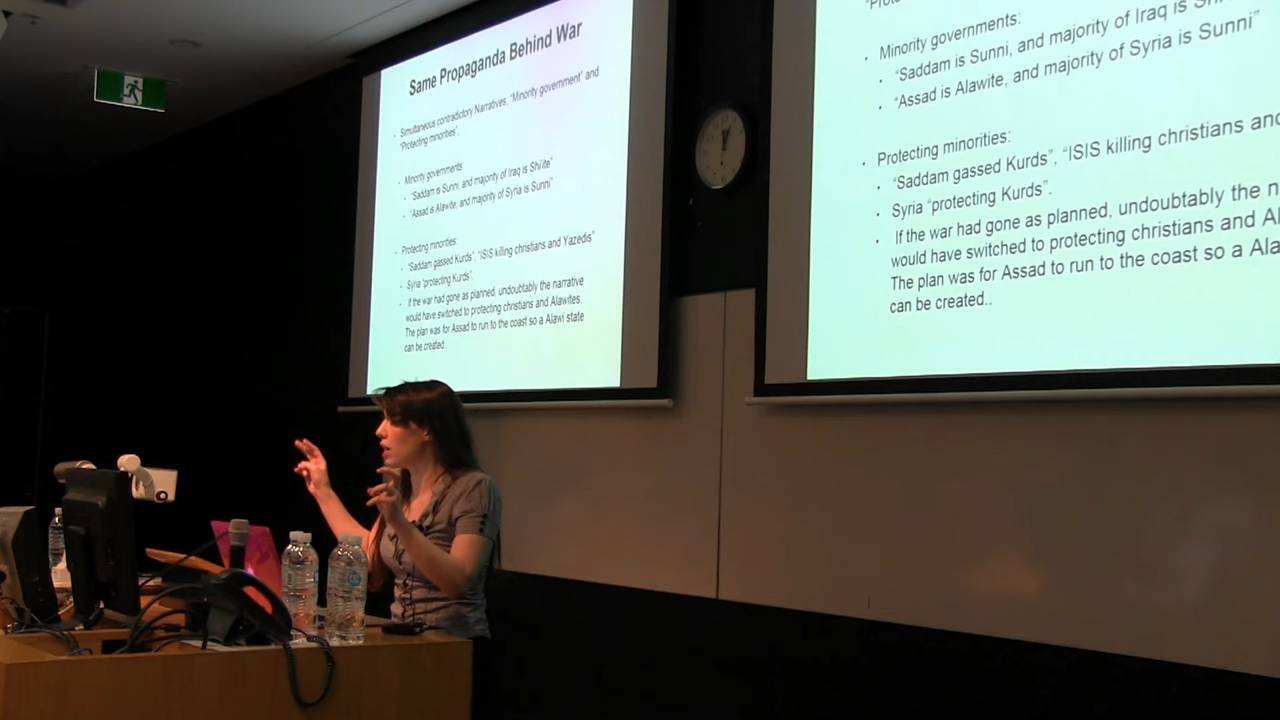 Same Propaganda Behind War
Simultaneous contradictory Narratives. "Minority government" and
"Protecting minorities".
Minority governments:
"Saddam is Sunni, and majority of Iraq is Shi'ite"
"Assad is Alawite, and majority of Syria is Sunni"
Protecting minorities:
"Saddam gassed Kurds". "ISIS killing christians and Yazedis"
Syria "protecting Kurds".
If the war had gone as planned, undoubtably the narrative
would have switched to protecting christians and Alawites.
The plan was for Assad to run to the coast so a Alawi state
can be created..
Minority governments:
"Saddam is Sunni, and majority of Iraq is
"Assad is Alawite, and majority of Syria is Sunni"
Protecting minorities:
"Saddam gassed Kurds". "ISIS killing christians and
Syria "protecting Kurds".
If the war had gone as planned, undoubtably the
would have switched to protecting christians and
The plan was for Assad to run to the coast so a
can be created..